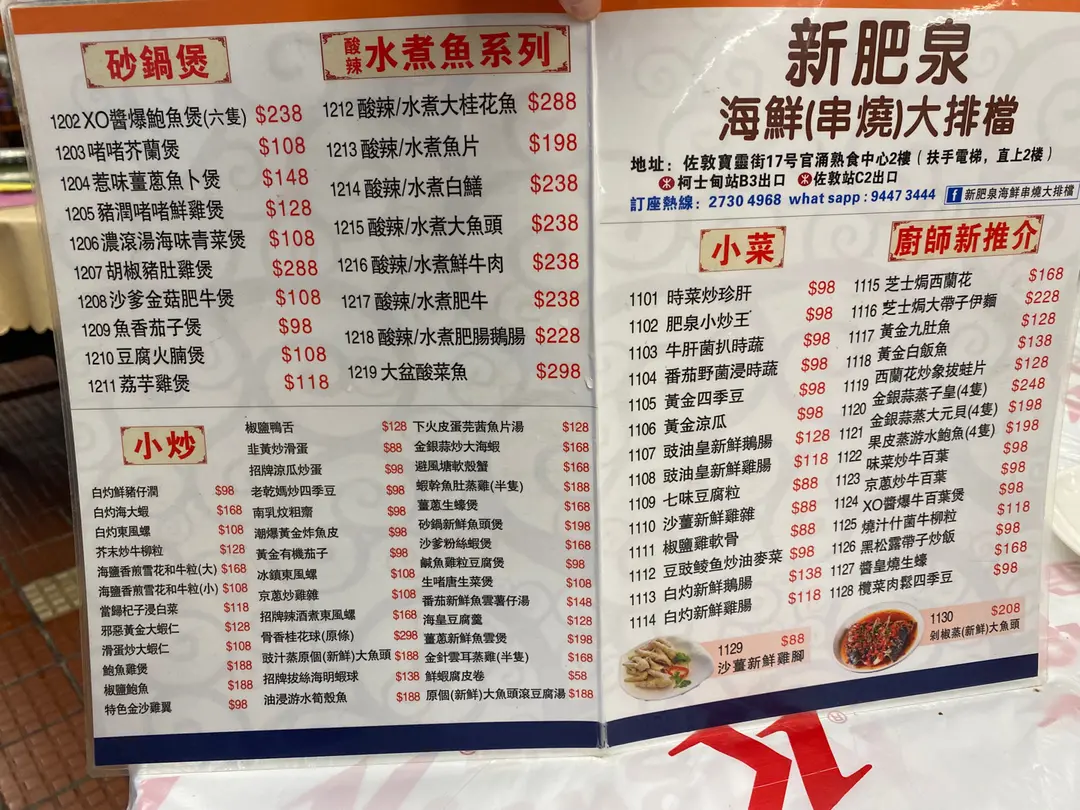 砂鍋煲
1202 XO醬爆鮑魚煲(六隻) $238
1203 啫啫芥蘭煲 $108
1204 惹味薑蔥魚卜煲 $148
1205 豬潤啫啫鮮雞煲 $128
1206 濃滾湯海味青菜煲 $108
1207 胡椒豬肚雞煲 $288
1208 沙爹金菇肥牛煲 $108
1209 魚香茄子煲 $98
1210 豆腐火腩煲 $108
1211 荔芋雞煲 $118
酸辣 水煮魚系列
1212 酸辣/水煮大桂花魚 $288
1213 酸辣/水煮魚片 $198
1214 酸辣/水煮白鱔 $238
1215 酸辣/水煮大魚頭 $238
1216 酸辣/水煮鮮牛肉 $238
1217 酸辣/水煮肥牛 $238
1218 酸辣/水煮肥腸鵝腸 $228
1219 大盆酸菜魚 $298
小炒
白灼鮮豬仔潤 $98
白灼海大蝦 $168
白灼東風螺 $108
芥末炒牛柳粒 $128
海鹽香煎雪花和牛粒(大) $168
海鹽香煎雪花和牛粒(小) $108
當歸杞子浸白菜 $118
邪惡黃金大蝦仁 $128
滑蛋炒大蝦仁 $108
鮑魚雞煲 $188
椒鹽鮑魚 $188
特色金沙雞翼 $98
椒鹽鴨舌 $128
韭黃炒滑蛋 $88
招牌涼瓜炒蛋 $98
老乾媽炒四季豆 $98
南乳炆粗齋 $98
潮爆黃金炸魚皮 $98
黃金有機茄子 $98
冰鎮東風螺 $108
京蔥炒雞雜 $108
招牌辣酒煮東風螺 $168
骨香桂花球(原條) $298
豉汁蒸原個(新鮮)大魚頭 $188
招牌拔絲海明蝦球 $138
油浸游水筍殼魚 $188
下火皮蛋芫茜魚片湯 $128
金銀蒜炒大海蝦 $168
避風塘軟殼蟹 $168
蝦幹魚肚蒸雞(半隻) $188
薑蔥生蠔煲 $168
砂鍋新鮮魚頭煲 $198
沙爹粉絲蝦煲 $168
鹹魚雞粒豆腐煲 $98
生啫唐生菜煲 $108
番茄新鮮魚雲薯仔湯 $148
海皇豆腐羹 $128
薑蔥新鮮魚雲煲 $198
金針雲耳蒸雞(半隻) $168
鮮蝦腐皮卷 $58
原個(新鮮)大魚頭滾豆腐湯 $188
新肥泉
海鮮(串燒)大排檔
地址：佐敦寶靈街17号官涌熟食中心2樓（扶手電梯，直上2楼）
柯士甸站B3出口 佐敦站C2出口
訂座熱線：2730 4968 what sapp : 9447 3444 f 新肥泉海鮮串燒大排檔
小菜
1101 時菜炒珍肝 $98
1102 肥泉小炒王 $98
1103 牛肝菌扒時蔬 $98
1104 番茄野菌浸時蔬 $98
1105 黃金四季豆 $98
1106 黃金涼瓜 $98
1107 豉油皇新鮮鵝腸 $128
1108 豉油皇新鮮雞腸 $118
1109 七味豆腐粒 $88
1110 沙薑新鮮雞雜 $88
1111 椒鹽雞軟骨 $88
1112 豆豉鯪魚炒油麥菜 $98
1113 白灼新鮮鵝腸 $138
1114 白灼新鮮雞腸 $118
廚師新推介
1115 芝士焗西蘭花 $168
1116 芝士焗大帶子伊麵 $228
1117 黃金九肚魚 $128
1118 黃金白飯魚 $138
1119 西蘭花炒象拔蚌片 $128
1120 金銀蒜蒸子皇(4隻) $248
1121 金銀蒜蒸大元貝(4隻) $198
1122 果皮蒸游水鮑魚(4隻) $198
1123 味菜炒牛百葉 $98
1124 京蔥炒牛百葉 $98
1125 XO醬爆牛百葉煲 $98
1126 燒汁什菌牛柳粒 $118
1127 黑松露帶子炒飯 $98
1128 醬皇燒生蠔 $168
欖菜肉鬆四季豆 $98
1129 $88
沙薑新鮮雞腳
1130 $208
剁椒蒸(新鮮)大魚頭